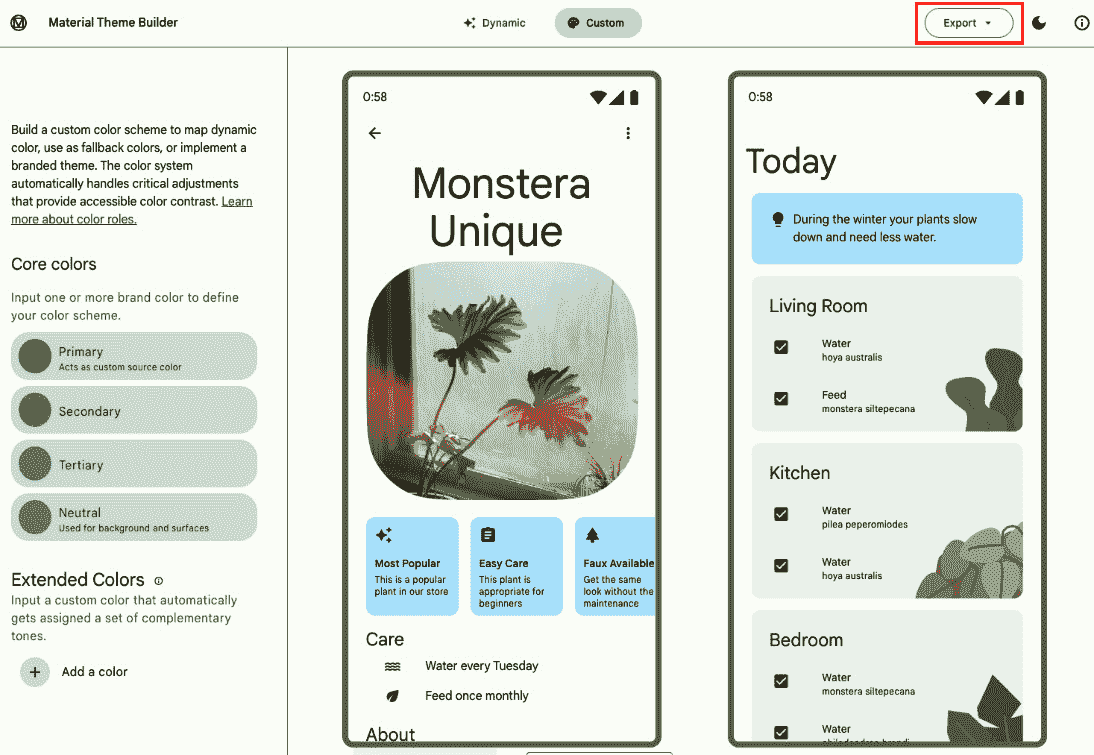 Material Theme Builder
Dynamic
Custom
Export
Build a custom color scheme to map dynamic
color, use as fallback colors, or implement a
branded theme. The color system
automatically handles critical adjustments
that provide accessible color contrast. Learn
more about color roles.
Core colors
Input one or more brand color to define
your color scheme.
Primary
Acts as custom source color
Secondary
Tertiary
Neutral
Used for background and surfaces
Extended Colors
Input a custom color that automatically
gets assigned a set of complementary
tones.
Add a color
0:58
Monstera
Unique
Most Popular
This is a popular
plant in our store
Easy Care
This plant is
appropriate for
beginners
Faux Available
Get the same
look without the
maintenance
Care
Water every Tuesday
Feed once monthly
About
0:58
Today
During the winter your plants slow
down and need less water.
Living Room
Water
hoya australis
Feed
monstera siltepecana
Kitchen
Water
pilea peperomiodes
Water
hoya australis
Bedroom
Water
monstera siltepecana
Water